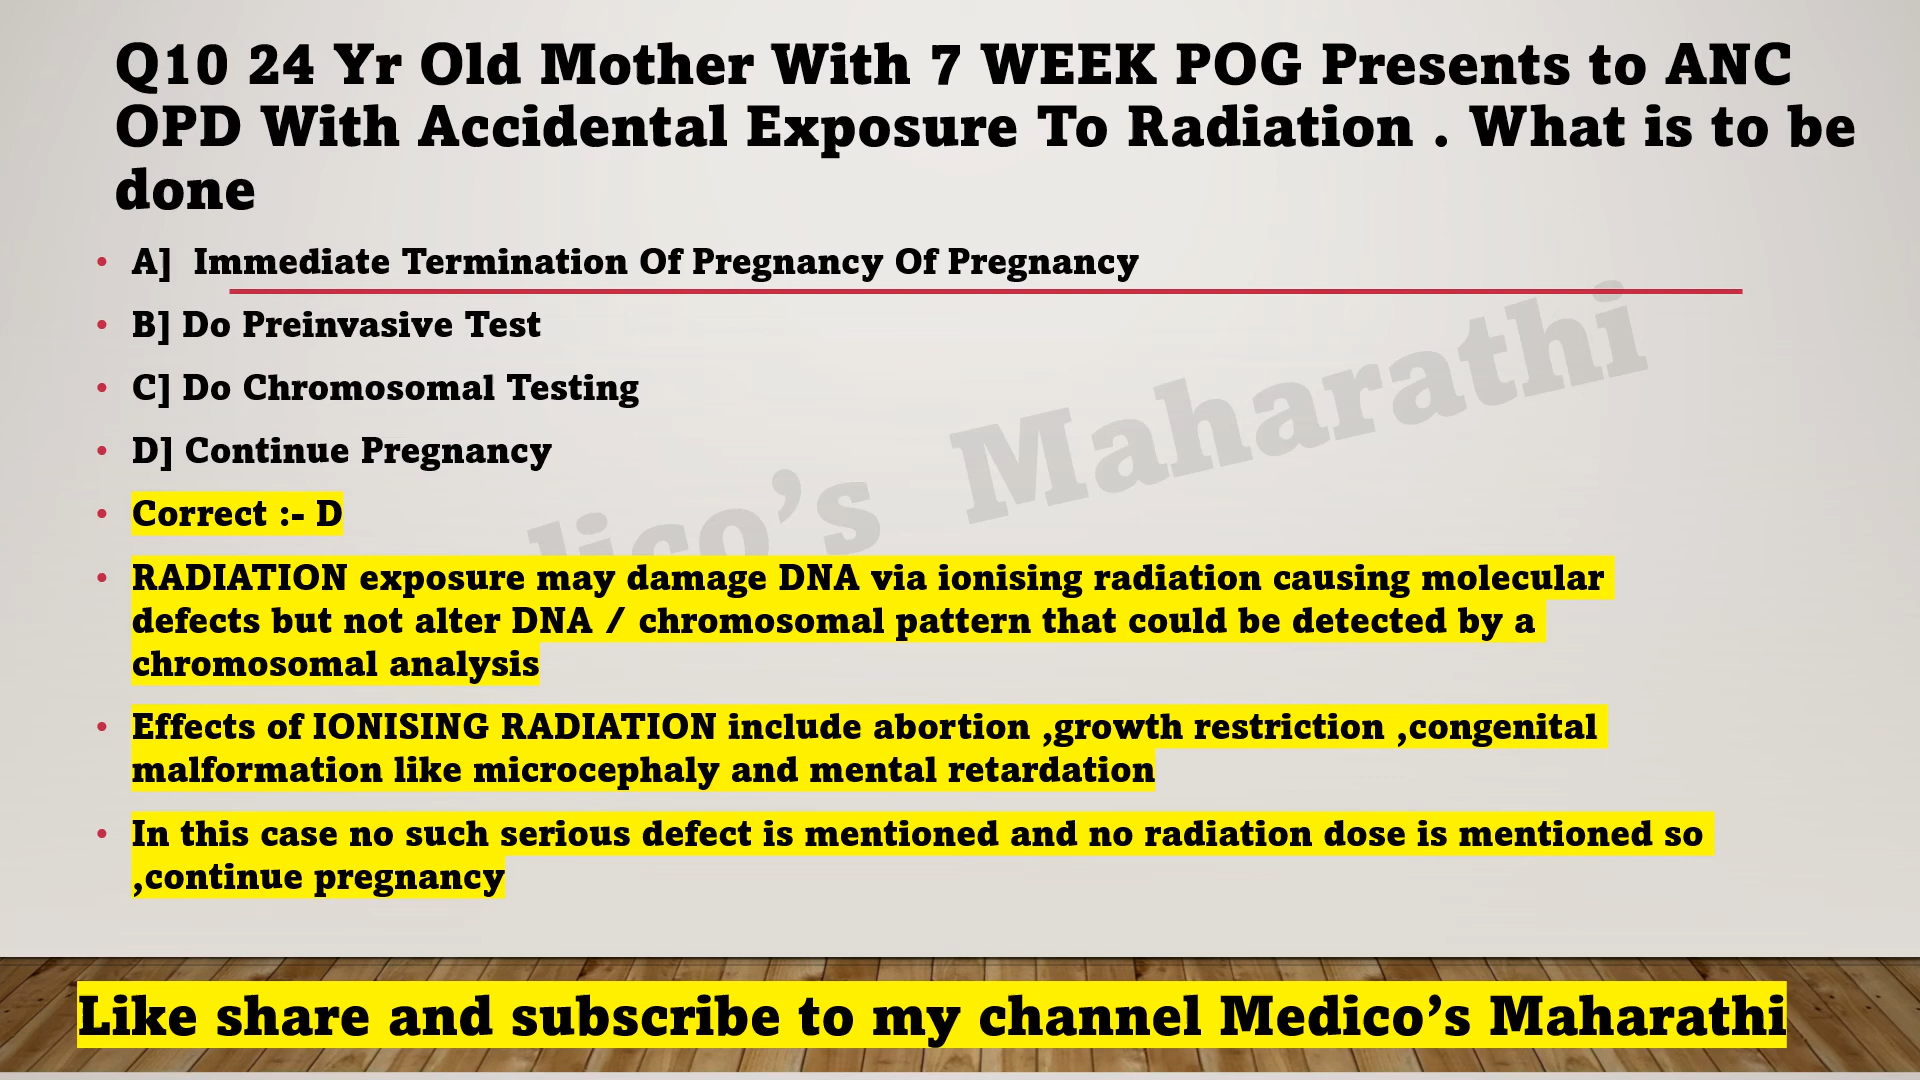 Q10 24 Yr Old Mother With 7 WEEK POG Presents to ANC
OPD With Accidental Exposure To Radiation . What is to be
done
• A] Immediate Termination Of Pregnancy Of Pregnancy
• B] Do Preinvasive Test
• C] Do Chromosomal Testing
• D] Continue Pregnancy
• Correct :- D
• RADIATION exposure may damage DNA via ionising radiation causing molecular
defects but not alter DNA / chromosomal pattern that could be detected by a
chromosomal analysis
• Effects of IONISING RADIATION include abortion ,growth restriction ,congenital
malformation like microcephaly and mental retardation
• In this case no such serious defect is mentioned and no radiation dose is mentioned so
,continue pregnancy
Maharathi
Like share and subscribe to my channel Medico’s Maharathi